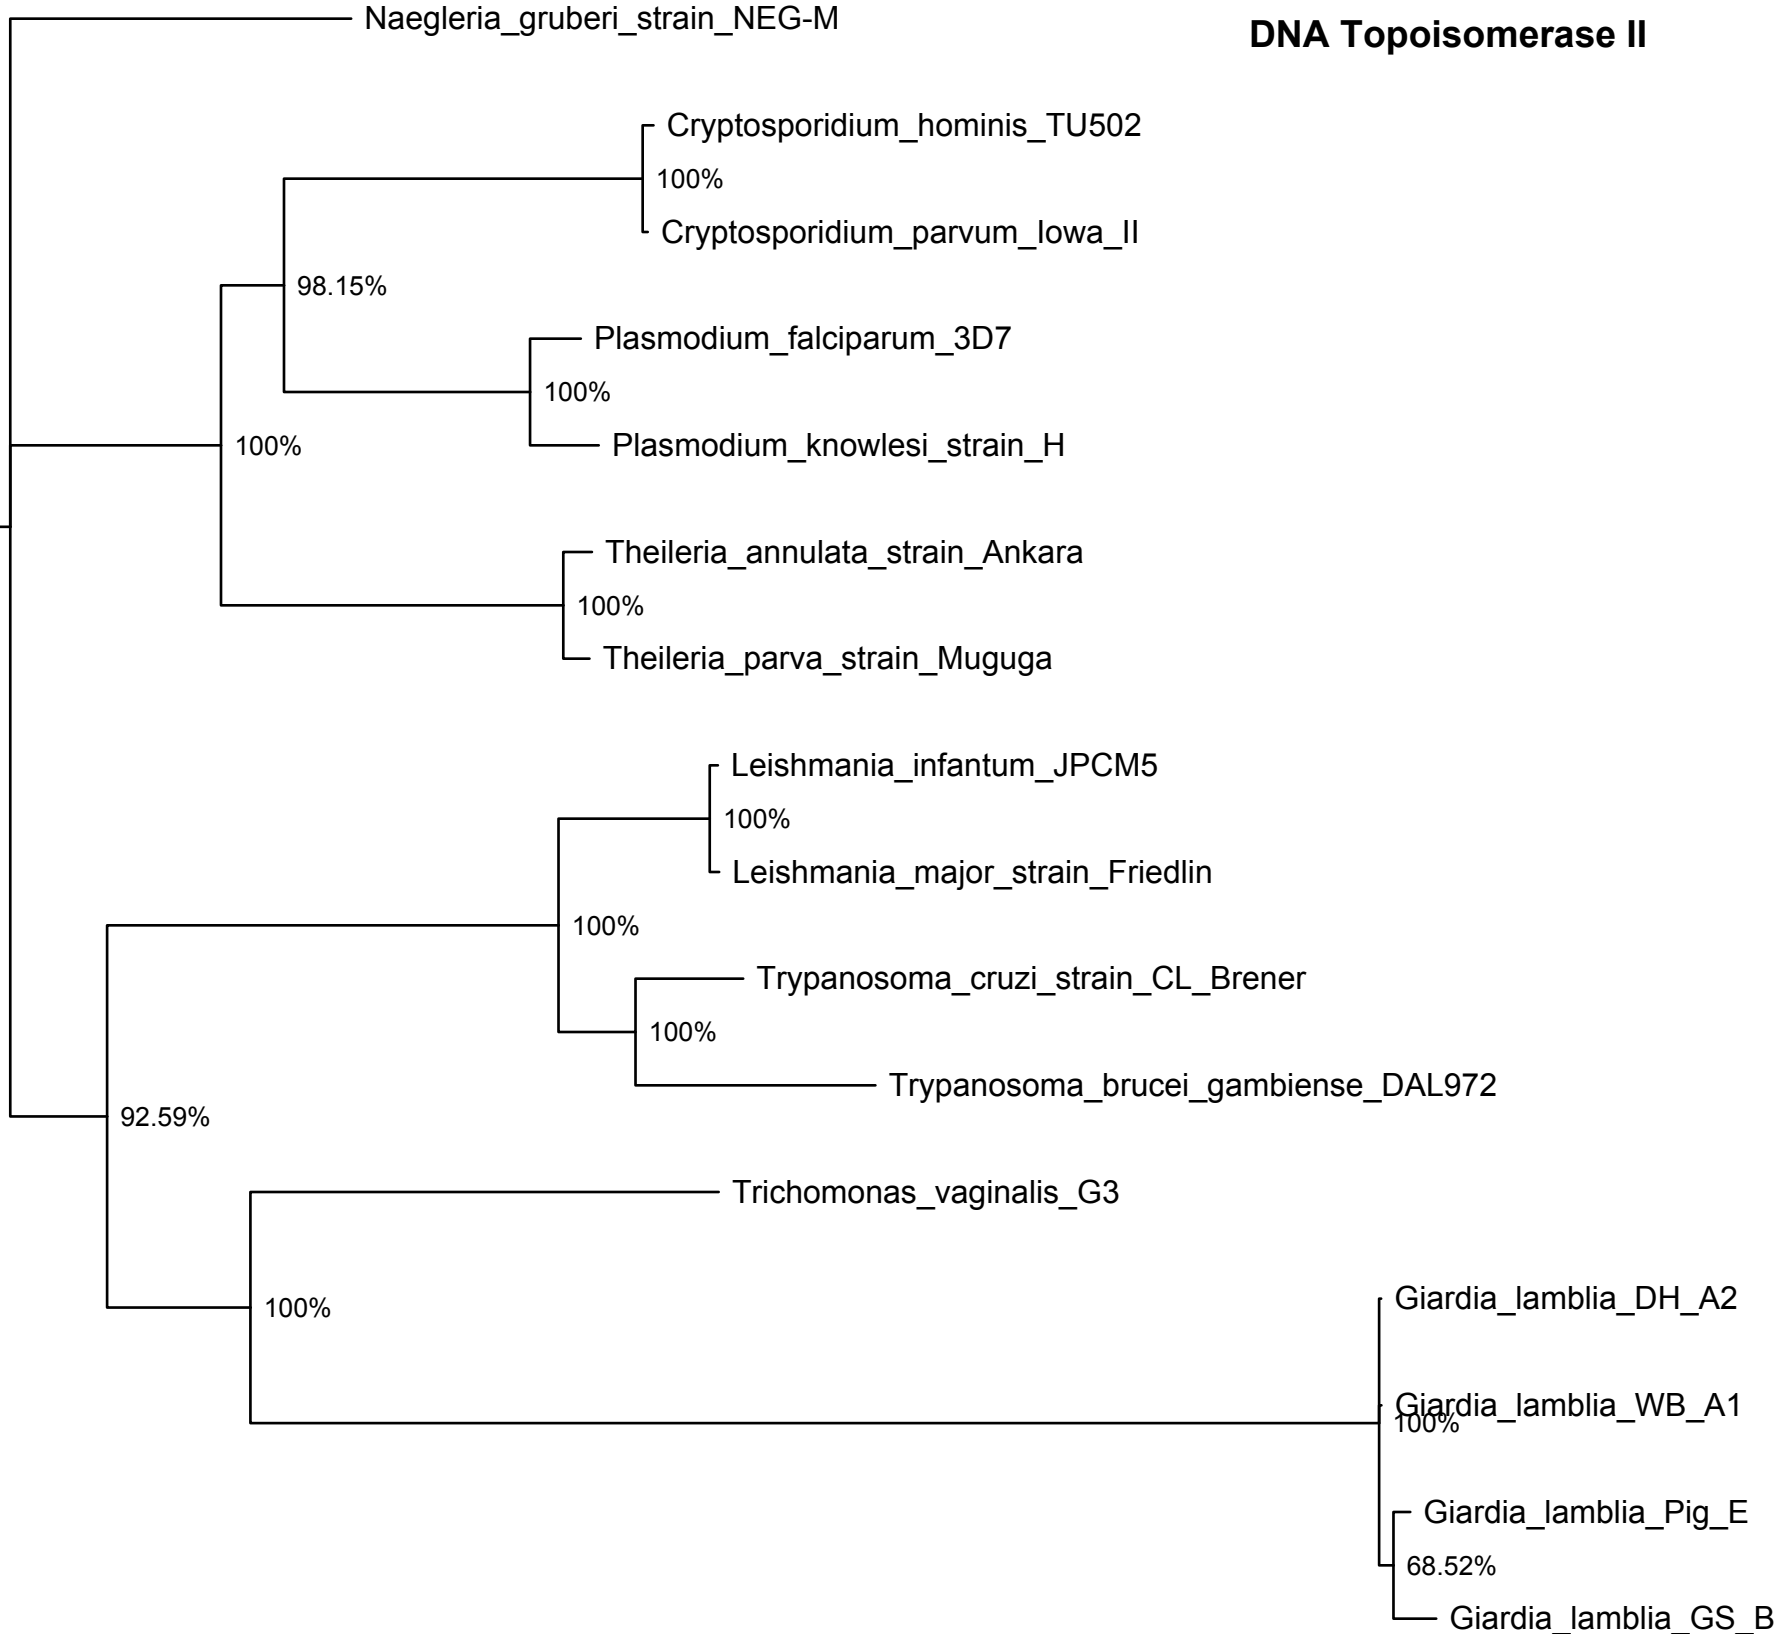 Naegleria_gruberi_strain_NEG-M
DNA Topoisomerase II
Cryptosporidium_hominis_TU502
100%
Cryptosporidium_parvum_Iowa_II
98.15%
Plasmodium_falciparum_3D7
100%
Plasmodium_knowlesi_strain_H
100%
Theileria_annulata_strain_Ankara
100%
Theileria_parva_strain_Muguga
Leishmania_infantum_JPCM5
100%
Leishmania_major_strain_Friedlin
100%
Trypanosoma_cruzi_strain_CL_Brener
100%
Trypanosoma_brucei_gambiense_DAL972
92.59%
Trichomonas_vaginalis_G3
Giardia_lamblia_DH_A2
100%
Giardia_lamblia_WB_A1
100%
Giardia_lamblia_Pig_E
68.52%
Giardia_lamblia_GS_B